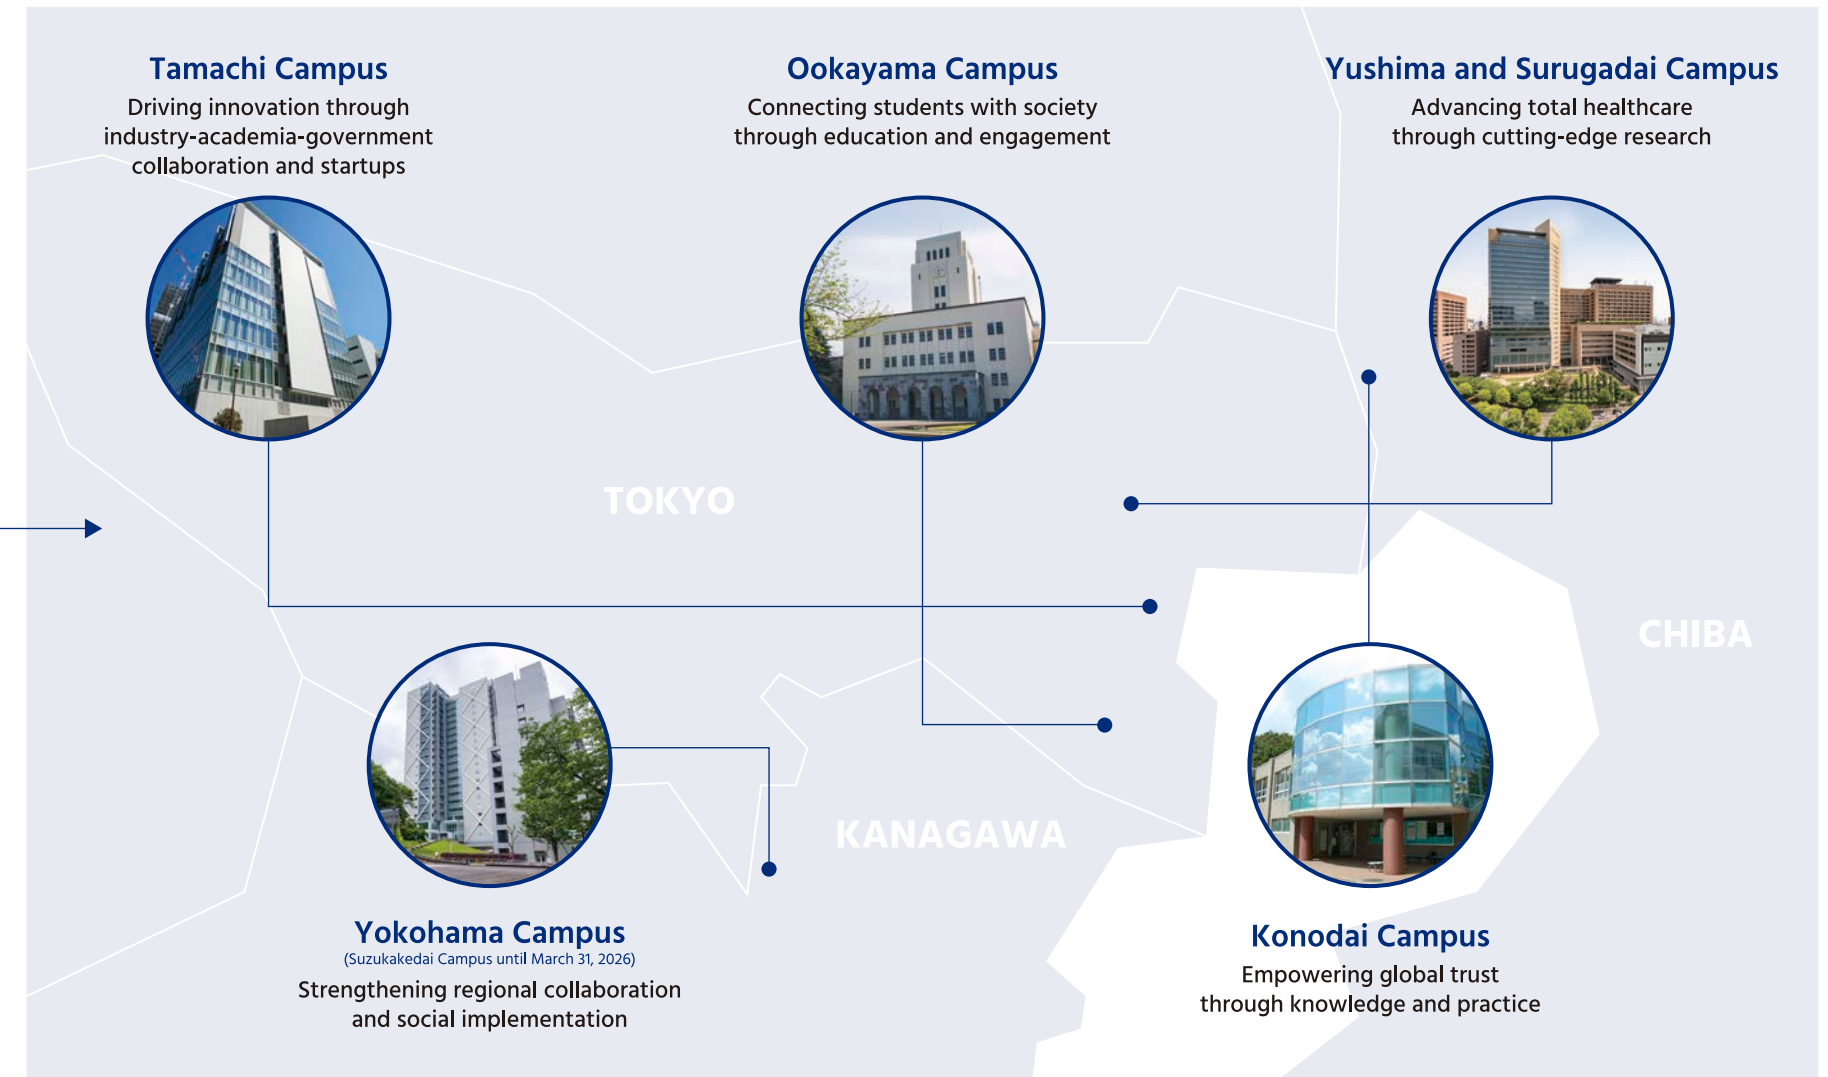 Tamachi Campus
Driving innovation through
industry-academia-government
collaboration and startups
Ookayama Campus
Connecting students with society
through education and engagement
Yushima and Surugadai Campus
Advancing total healthcare
through cutting-edge research
TOKYO
CHIBA
KANAGAWA
Yokohama Campus
(Suzukakedai Campus until March 31, 2026)
Strengthening regional collaboration
and social implementation
Konodai Campus
Empowering global trust
through knowledge and practice